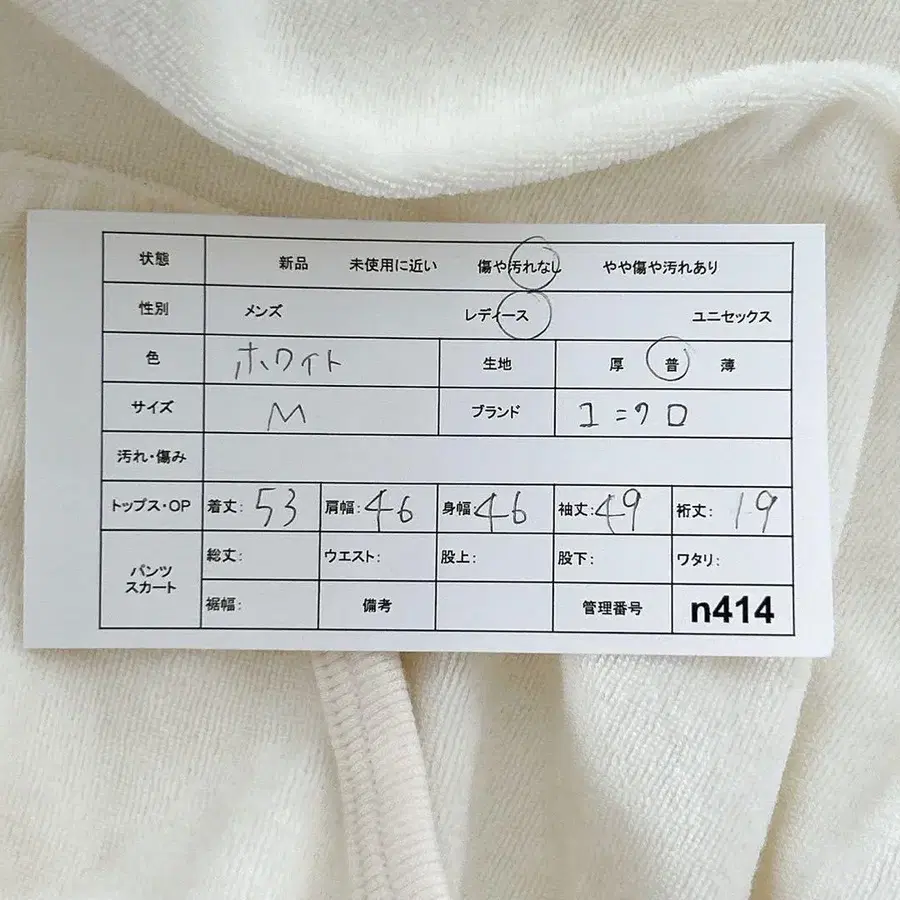 状態 新品 未使用に近い 傷や汚れなし やや傷や汚れあり
性別 メンズ レディース ユニセックス
色 ホワイト 生地 厚 普 薄
サイズ M ブランド ユニクロ
汚れ・傷み
トップス・OP 着丈: 53 肩幅: 46 身幅: 46 袖丈: 49 裄丈: 19
パンツ
スカート
総丈: ウエスト: 股上: 股下: ワタリ:
裾幅: 備考 管理番号 n414